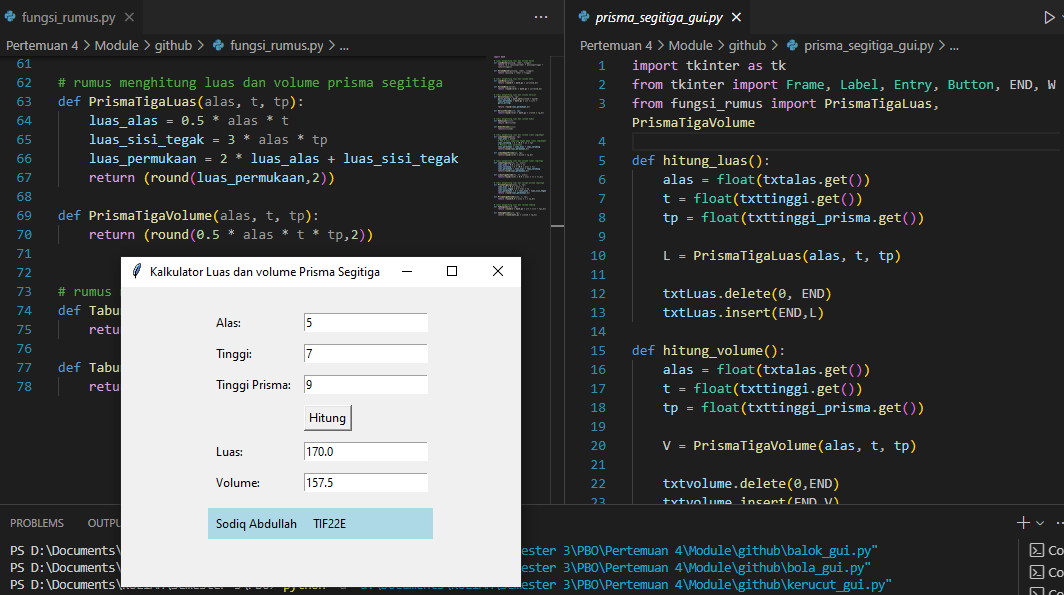 fungsi_rumus.py
Pertemuan 4 > Module > github > fungsi_rumus.py > ...
61
62 # rumus menghitung luas dan volume prisma segitiga
63 def PrismaTigaLuas(alas, t, tp):
64 luas_alas = 0.5 * alas * t
65 luas_sisi_tegak = 3 * alas * tp
66 luas_permukaan = 2 * luas_alas + luas_sisi_tegak
67 return (round(luas_permukaan,2))
68
69 def PrismaTigaVolume(alas, t, tp):
70 return (round(0.5 * alas * t * tp,2))
71
72
73 # rumus
74 def Tabu
75 retu
76
77 def Tabu
78 retu
Kalkulator Luas dan volume Prisma Segitiga
Alas: 5
Tinggi: 7
Tinggi Prisma: 9
Hitung
Luas: 170.0
Volume: 157.5
Sodiq Abdullah TIF22E
prisma_segitiga_gui.py
Pertemuan 4 > Module > github > prisma_segitiga_gui.py > ...
1 import tkinter as tk
2 from tkinter import Frame, Label, Entry, Button, END, W
3 from fungsi_rumus import PrismaTigaLuas,
PrismaTigaVolume
4
5 def hitung_luas():
6 alas = float(txtalas.get())
7 t = float(txttinggi.get())
8 tp = float(txttinggi_prisma.get())
9
10 L = PrismaTigaLuas(alas, t, tp)
11
12 txtLuas.delete(0, END)
13 txtLuas.insert(END,L)
14
15 def hitung_volume():
16 alas = float(txtalas.get())
17 t = float(txttinggi.get())
18 tp = float(txttinggi_prisma.get())
19
20 V = PrismaTigaVolume(alas, t, tp)
21
22 txtvolume.delete(0,END)
23 txtvolume.insert(END,V)
PROBLEMS OUTPU
PS D:\Documents\ ester 3\PBO\Pertemuan 4\Module\github\balok_gui.py"
PS D:\Documents\ ester 3\PBO\Pertemuan 4\Module\github\bola_gui.py"
PS D:\Documents\ ester 3\PBO\Pertemuan 4\Module\github\kerucut_gui.py"
Co
Co